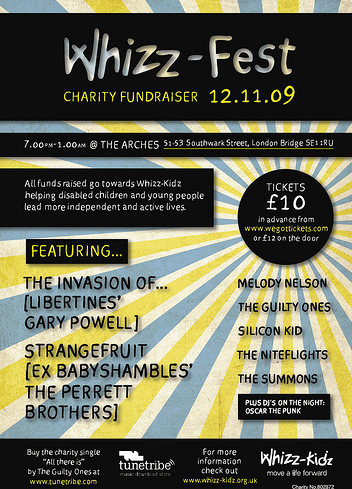 Whizz-Fest
CHARITY FUNDRAISER 12.11.09
7.00PM-1.00AM @ THE ARCHES 51-53 Southwark Street, London Bridge SE1 1RU
All funds raised go towards Whizz-Kidz
helping disabled children and young people
lead more independent and active lives.
TICKETS
£10
in advance from
www.wegottickets.com
or £12 on the door
FEATURING...
THE INVASION OF...
[LIBERTINES'
GARY POWELL]
STRANGEFRUIT
[EX BABYSHAMBLES'
THE PERRETT
BROTHERS]
MELODY NELSON
THE GUILTY ONES
SILICON KID
THE NITEFLIGHTS
THE SUMMONS
PLUS DJ'S ON THE NIGHT:
OSCAR THE PUNK
Buy the charity single
"All there is"
by The Guilty Ones at
www.tunetribe.com
tunetribe
music download store
For more
information
check out
www.whizz-kidz.org.uk
Whizz-Kidz
move a life forward
Charity No.802872